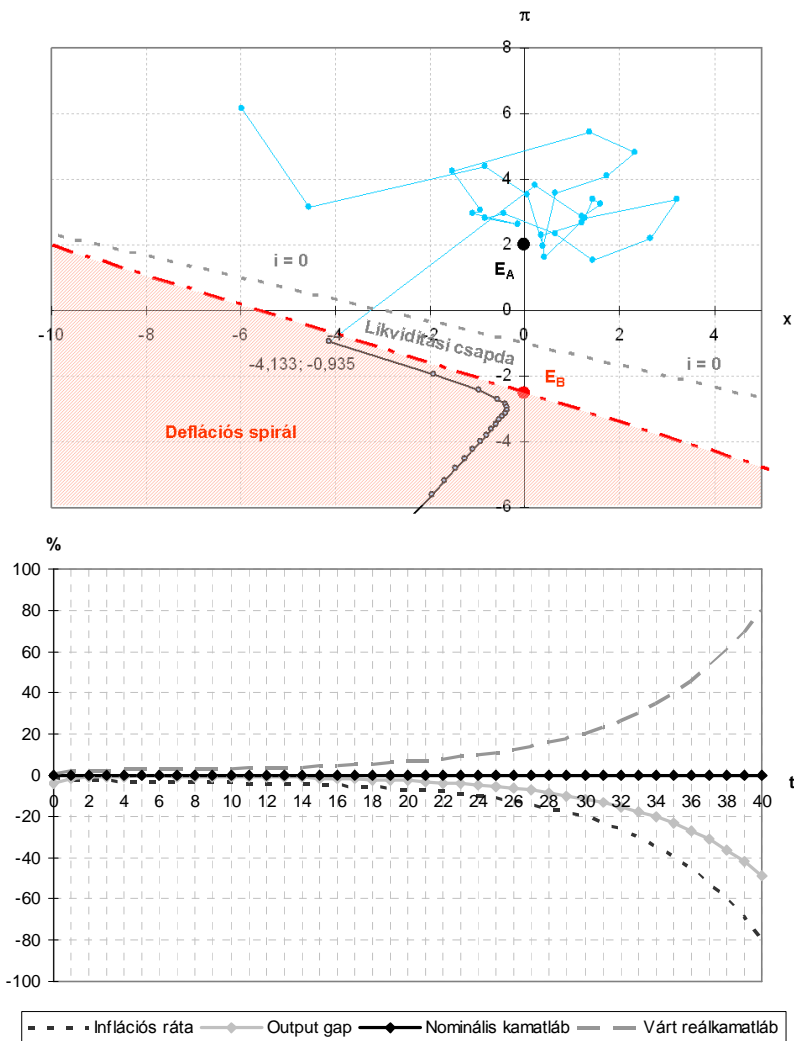 π
8
6
4
2
0
-2
-4
-6
-10
-8
-6
-4
-2
0
2
4
x
i = 0
E_A
Likviditási csapda
i = 0
-4,133; -0,935
E_B
Deflációs spirál
%
100
80
60
40
20
0
-20
-40
-60
-80
-100
0 2 4 6 8 10 12 14 16 18 20 22 24 26 28 30 32 34 36 38 40
t
Inflációs ráta Output gap Nominális kamatláb Várt reálkamatláb